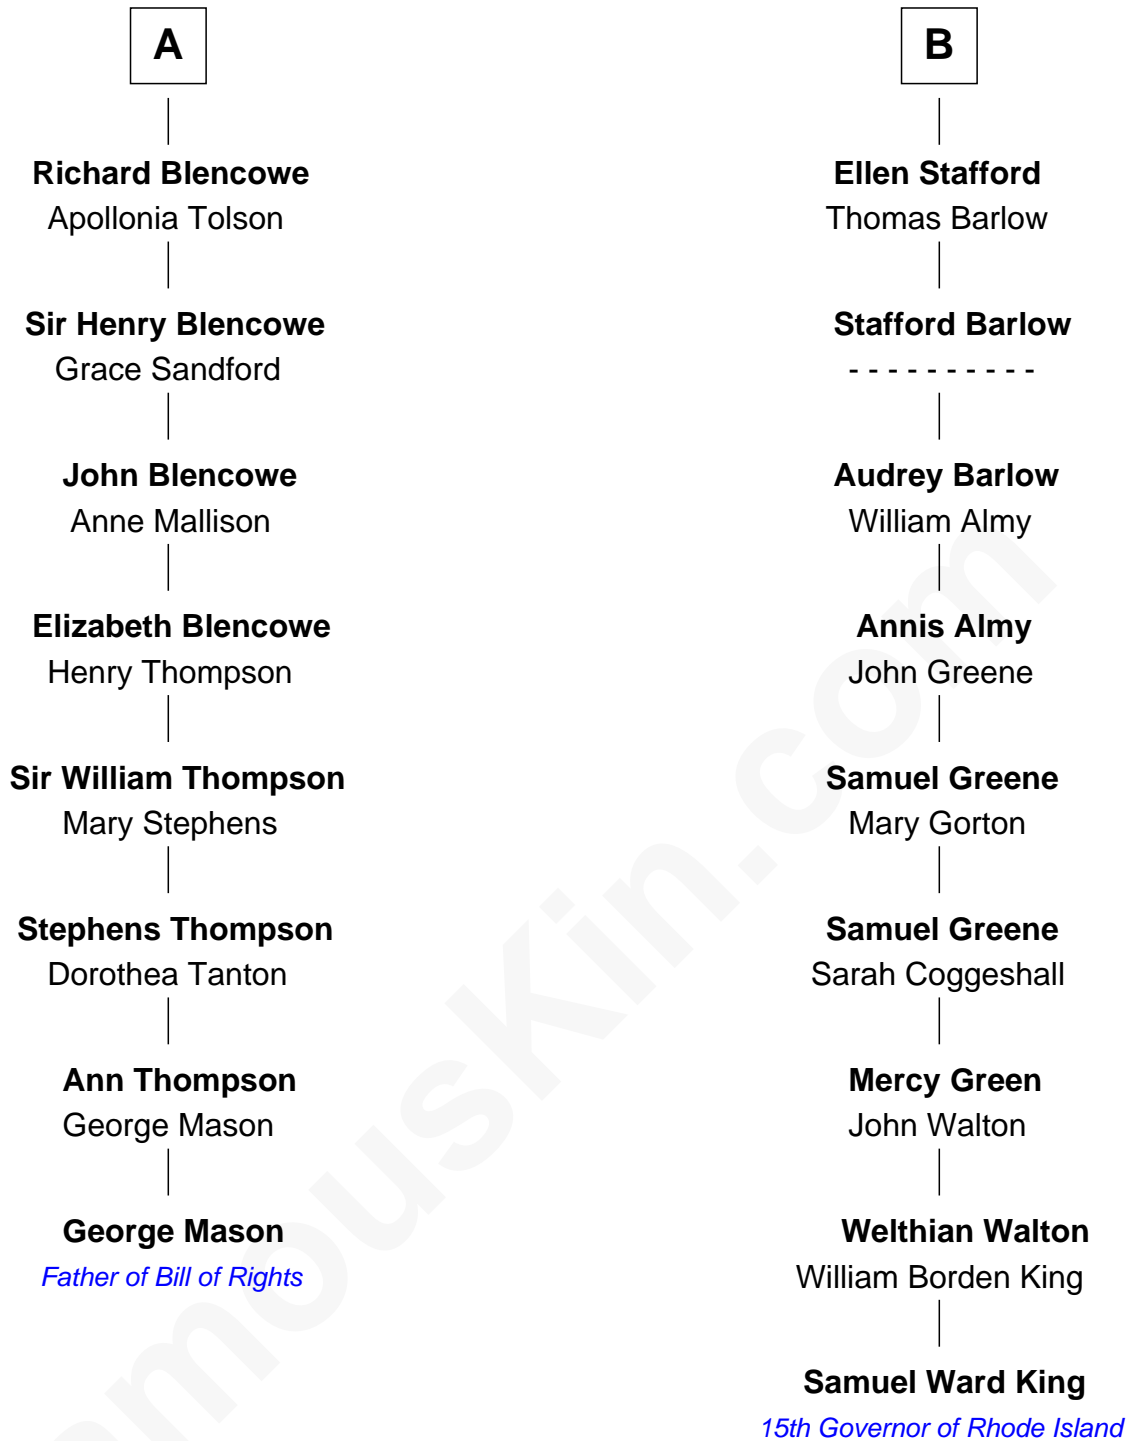 A
Richard Blencowe
Apollonia Tolson
Sir Henry Blencowe
Grace Sandford
John Blencowe
Anne Mallison
Elizabeth Blencowe
Henry Thompson
Sir William Thompson
Mary Stephens
Stephens Thompson
Dorothea Tanton
Ann Thompson
George Mason
George Mason
Father of Bill of Rights
B
Ellen Stafford
Thomas Barlow
Stafford Barlow
- - - - - - - - - -
Audrey Barlow
William Almy
Annis Almy
John Greene
Samuel Greene
Mary Gorton
Samuel Greene
Sarah Coggeshall
Mercy Green
John Walton
Welthian Walton
William Borden King
Samuel Ward King
15th Governor of Rhode Island
amouskin.com